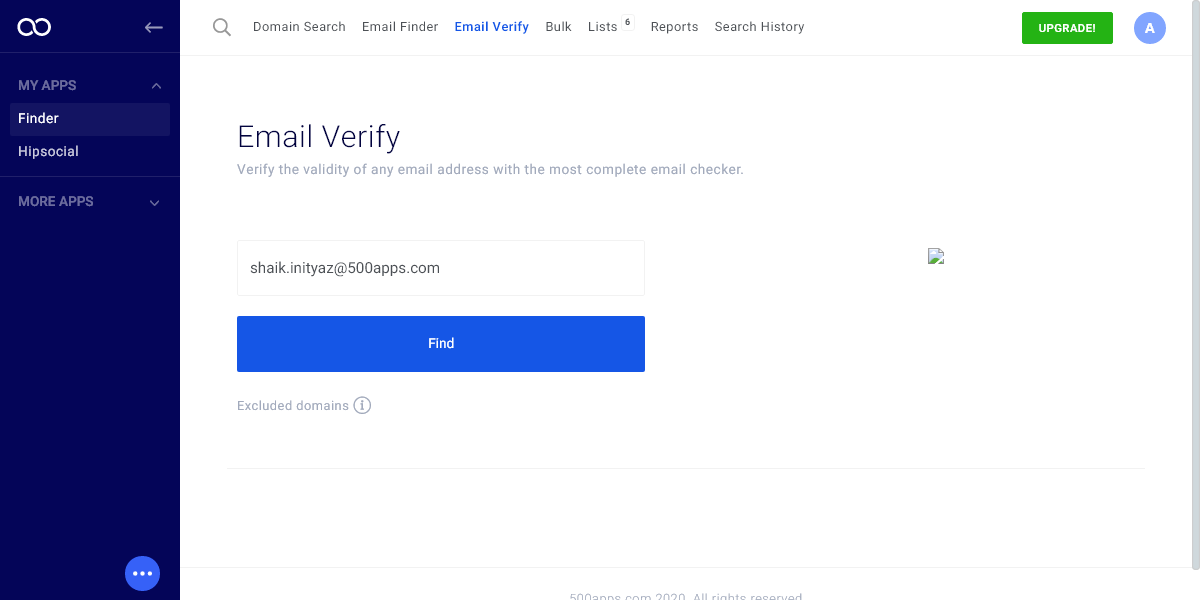 MY APPS
Finder
Hipsocial
MORE APPS
Domain Search Email Finder Email Verify Bulk Lists 6 Reports Search History
UPGRADE!
A
Email Verify
Verify the validity of any email address with the most complete email checker.
shaik.inityaz@500apps.com
Find
Excluded domains
500apps.com 2020. All rights reserved